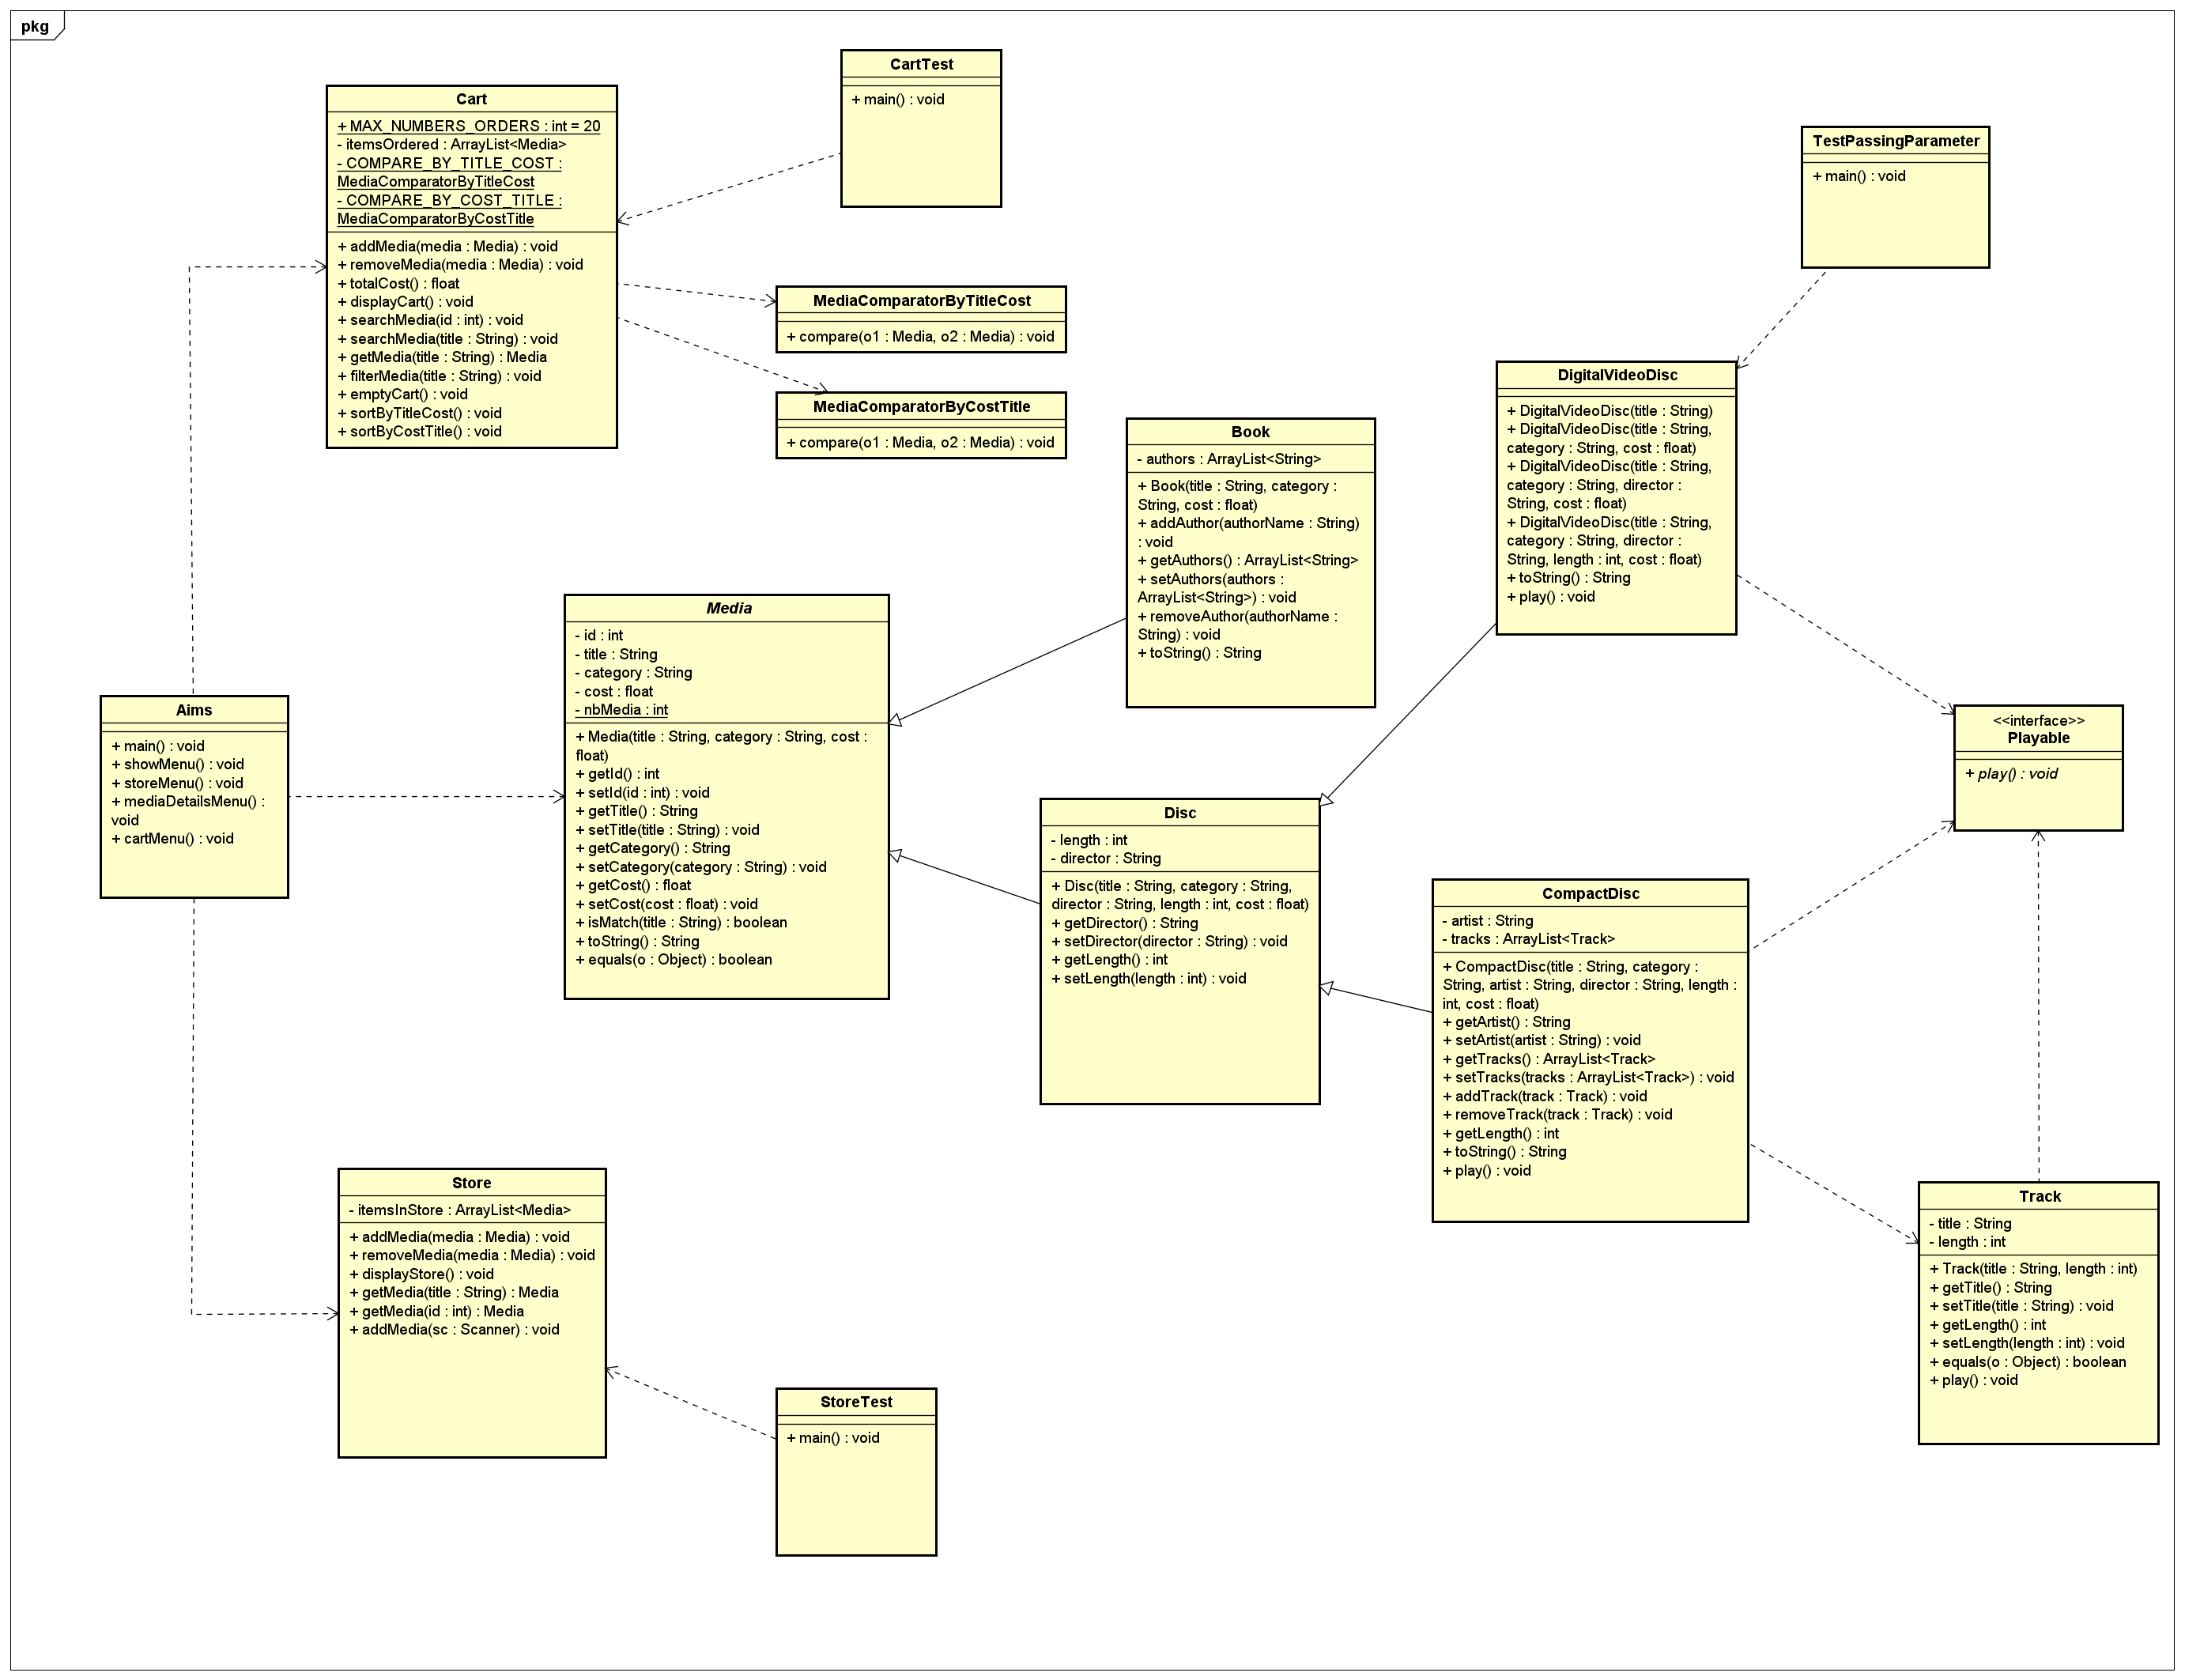 pkg
CartTest
+ main() : void
Cart
+ MAX_NUMBERS_ORDERS : int = 20
- itemsOrdered : ArrayList<Media>
- COMPARE_BY_TITLE_COST :
MediaComparatorByTitleCost
- COMPARE_BY_COST_TITLE :
MediaComparatorByCostTitle
+ addMedia(media : Media) : void
+ removeMedia(media : Media) : void
+ totalCost() : float
+ displayCart() : void
+ searchMedia(id : int) : void
+ searchMedia(title : String) : void
+ getMedia(title : String) : Media
+ filterMedia(title : String) : void
+ emptyCart() : void
+ sortByTitleCost() : void
+ sortByCostTitle() : void
TestPassingParameter
+ main() : void
MediaComparatorByTitleCost
+ compare(o1 : Media, o2 : Media) : void
MediaComparatorByCostTitle
+ compare(o1 : Media, o2 : Media) : void
DigitalVideoDisc
+ DigitalVideoDisc(title : String)
+ DigitalVideoDisc(title : String,
category : String, cost : float)
+ DigitalVideoDisc(title : String,
category : String, director :
String, cost : float)
+ DigitalVideoDisc(title : String,
category : String, director :
String, length : int, cost : float)
+ toString() : String
+ play() : void
Book
- authors : ArrayList<String>
+ Book(title : String, category :
String, cost : float)
+ addAuthor(authorName : String)
: void
+ getAuthors() : ArrayList<String>
+ setAuthors(authors :
ArrayList<String>) : void
+ removeAuthor(authorName :
String) : void
+ toString() : String
Media
- id : int
- title : String
- category : String
- cost : float
- nbMedia : int
+ Media(title : String, category : String, cost :
float)
+ getId() : int
+ setId(id : int) : void
+ getTitle() : String
+ setTitle(title : String) : void
+ getCategory() : String
+ setCategory(category : String) : void
+ getCost() : float
+ setCost(cost : float) : void
+ isMatch(title : String) : boolean
+ toString() : String
+ equals(o : Object) : boolean
Aims
+ main() : void
+ showMenu() : void
+ storeMenu() : void
+ mediaDetailsMenu() :
void
+ cartMenu() : void
<<interface>>
Playable
+ play() : void
Disc
- length : int
- director : String
+ Disc(title : String, category : String,
director : String, length : int, cost : float)
+ getDirector() : String
+ setDirector(director : String) : void
+ getLength() : int
+ setLength(length : int) : void
CompactDisc
- artist : String
- tracks : ArrayList<Track>
+ CompactDisc(title : String, category :
String, artist : String, director : String, length :
int, cost : float)
+ getArtist() : String
+ setArtist(artist : String) : void
+ getTracks() : ArrayList<Track>
+ setTracks(tracks : ArrayList<Track>) : void
+ addTrack(track : Track) : void
+ removeTrack(track : Track) : void
+ getLength() : int
+ toString() : String
+ play() : void
Store
- itemsInStore : ArrayList<Media>
+ addMedia(media : Media) : void
+ removeMedia(media : Media) : void
+ displayStore() : void
+ getMedia(title : String) : Media
+ getMedia(id : int) : Media
+ addMedia(sc : Scanner) : void
Track
- title : String
- length : int
+ Track(title : String, length : int)
+ getTitle() : String
+ setTitle(title : String) : void
+ getLength() : int
+ setLength(length : int) : void
+ equals(o : Object) : boolean
+ play() : void
StoreTest
+ main() : void